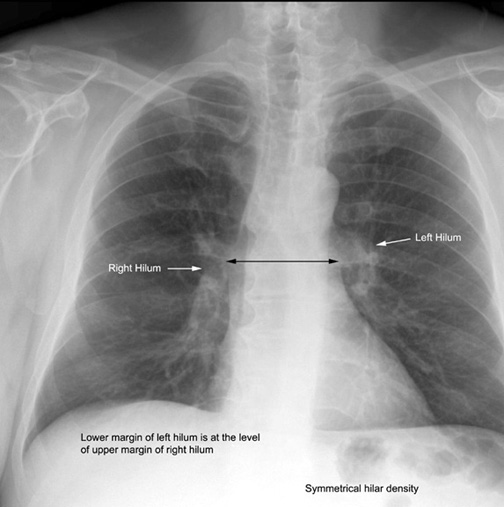 Left Hilum
Right Hilum
Lower margin of left hilum is at the level
of upper margin of right hilum
Symmetrical hilar density